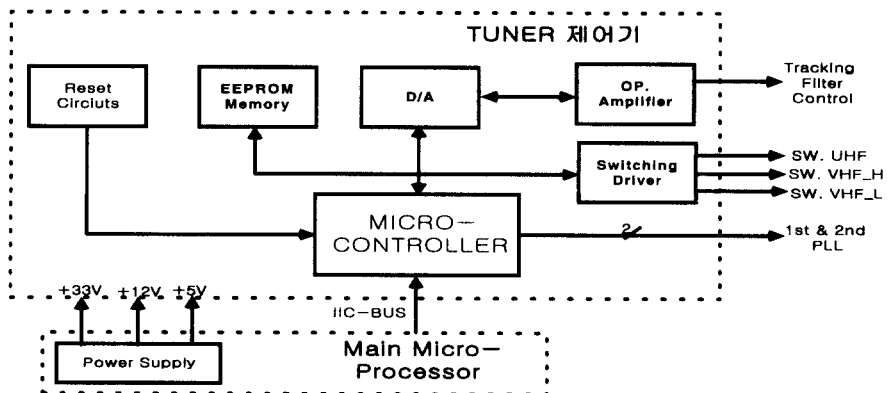 TUNER 제어기
Reset
Circiuts
EEPROM
Memory
D/A
OP.
Amplifier
Tracking
Filter
Control
Switching
Driver
SW. UHF
SW. VHF_H
SW. VHF_L
MICRO-
CONTROLLER
2
1st & 2nd
PLL
+33V +12V +5V
IIC-BUS
Power Supply
Main Micro-
Processor